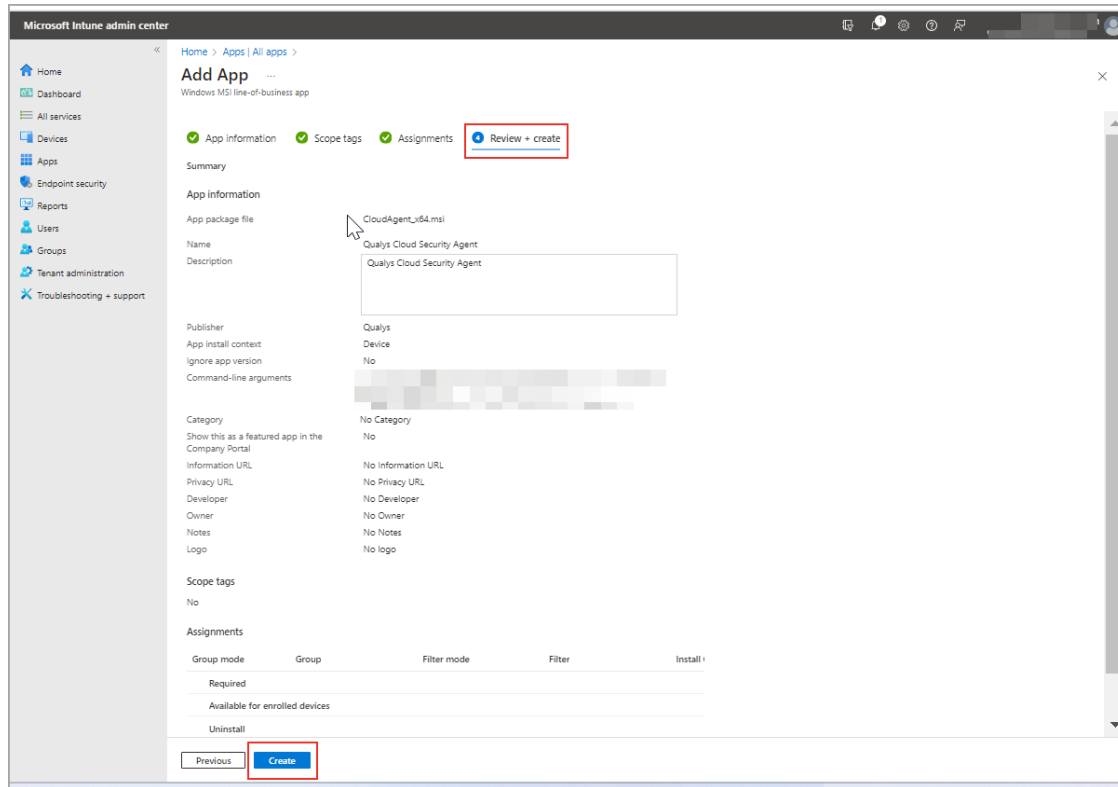 Microsoft Intune admin center
Home > Apps | All apps >
Add App ...
Windows MSI line-of-business app
Home
Dashboard
All services
Devices
Apps
Endpoint security
Reports
Users
Groups
Tenant administration
Troubleshooting + support
App information
Scope tags
Assignments
4 Review + create
Summary
App information
App package file CloudAgent_x64.msi
Name Qualys Cloud Security Agent
Description Qualys Cloud Security Agent
Publisher Qualys
App install context Device
Ignore app version No
Command-line arguments
Category No Category
Show this as a featured app in the Company Portal No
Information URL No Information URL
Privacy URL No Privacy URL
Developer No Developer
Owner No Owner
Notes No Notes
Logo No logo
Scope tags
No
Assignments
Group mode Group Filter mode Filter Install
Required
Available for enrolled devices
Uninstall
Previous Create